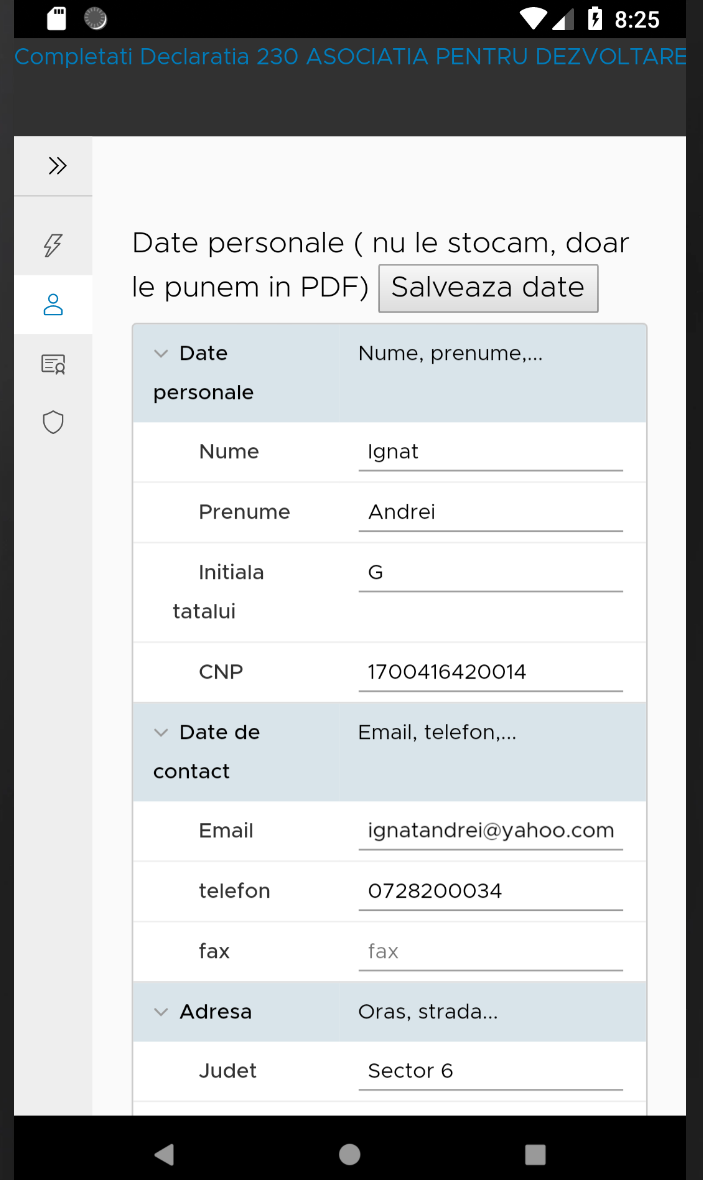 8:25
Completati Declaratia 230 ASOCIATIA PENTRU DEZVOLTARE
Date personale ( nu le stocam, doar
le punem in PDF) Salveaza date
Date personale Nume, prenume,...
Nume Ignat
Prenume Andrei
Initiala tatalui G
CNP 1700416420014
Date de contact Email, telefon,...
Email ignatandrei@yahoo.com
telefon 0728200034
fax fax
Adresa Oras, strada...
Judet Sector 6